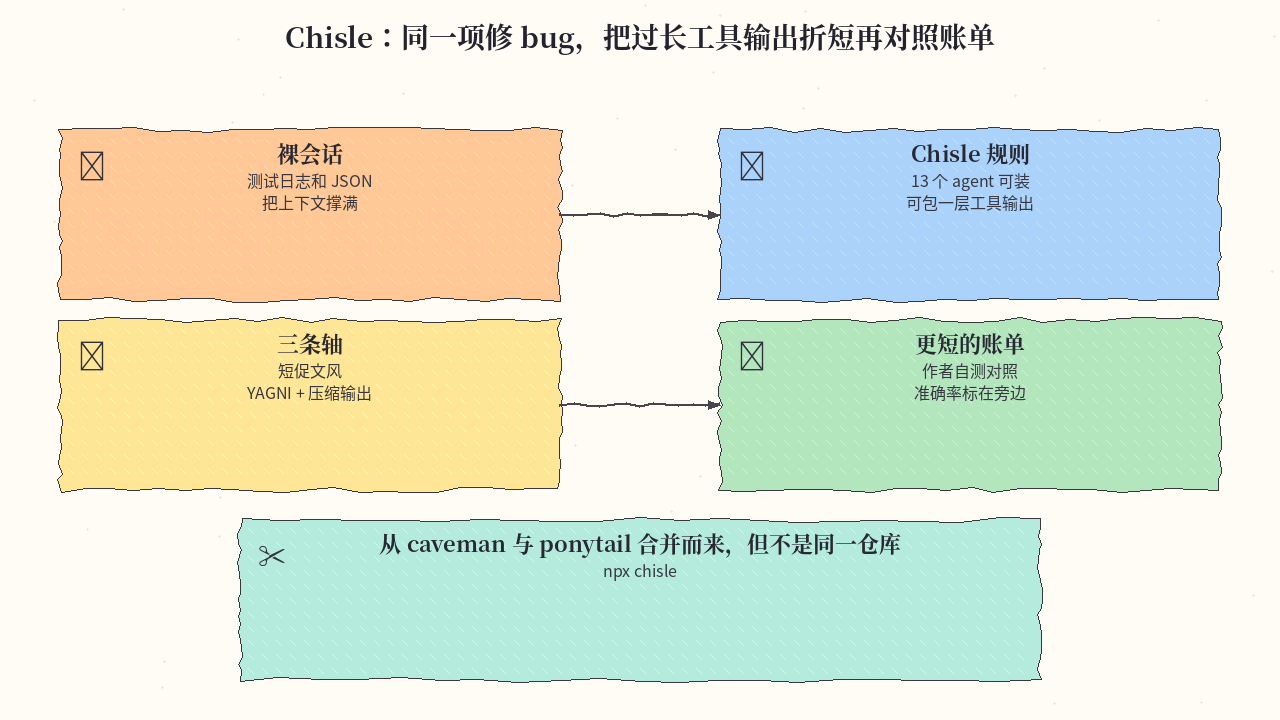 Chisle：同一项修 bug，把过长工具输出折短再对照账单
裸会话
测试日志和 JSON
把上下文撑满
Chisle 规则
13 个 agent 可装
可包一层工具输出
三条轴
短促文风
YAGNI + 压缩输出
更短的账单
作者自测对照
准确率标在旁边
从 caveman 与 ponytail 合并而来，但不是同一仓库
npx chisle